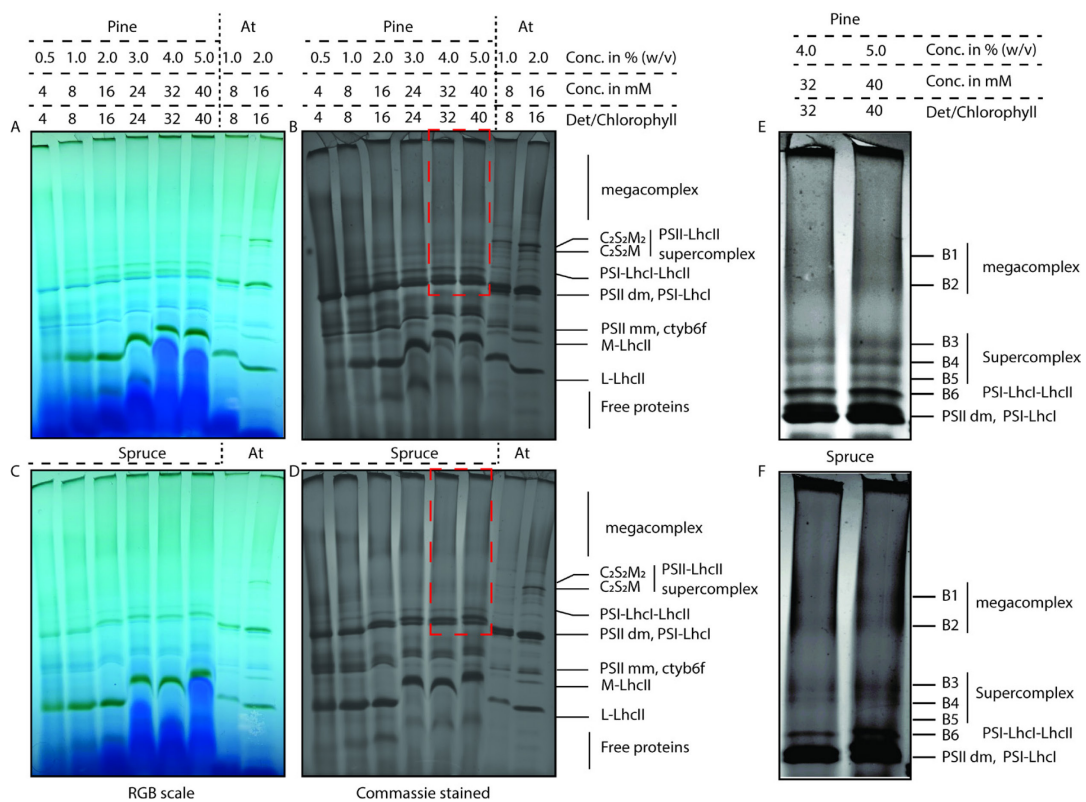 Pine At Pine At
0.5 1.0 2.0 3.0 4.0 5.0 1.0 2.0 0.5 1.0 2.0 3.0 4.0 5.0 1.0 2.0 Conc. in % (w/v)
4 8 16 24 32 40 8 16 4 8 16 24 32 40 8 16 Conc. in mM
4 8 16 24 32 40 8 16 4 8 16 24 32 40 8 16 Det/Chlorophyll
A B
megacomplex
C₂S₂M₂ PSII-LhcII
C₂S₂M supercomplex
PSI-LhcI-LhcII
PSII dm, PSI-LhcI
PSII mm, ctyb6f
M-LhcII
L-LhcII
Free proteins
Spruce At Spruce At
C D
megacomplex
C₂S₂M₂ PSII-LhcII
C₂S₂M supercomplex
PSI-LhcI-LhcII
PSII dm, PSI-LhcI
PSII mm, ctyb6f
M-LhcII
L-LhcII
Free proteins
RGB scale Commassie stained
Pine
4.0 5.0 Conc. in % (w/v)
32 40 Conc. in mM
32 40 Det/Chlorophyll
E
B1
megacomplex
B2
B3
Supercomplex
B4
B5
B6 PSI-LhcI-LhcII
PSII dm, PSI-LhcI
Spruce
F
B1
megacomplex
B2
B3
Supercomplex
B4
B5
B6 PSI-LhcI-LhcII
PSII dm, PSI-LhcI